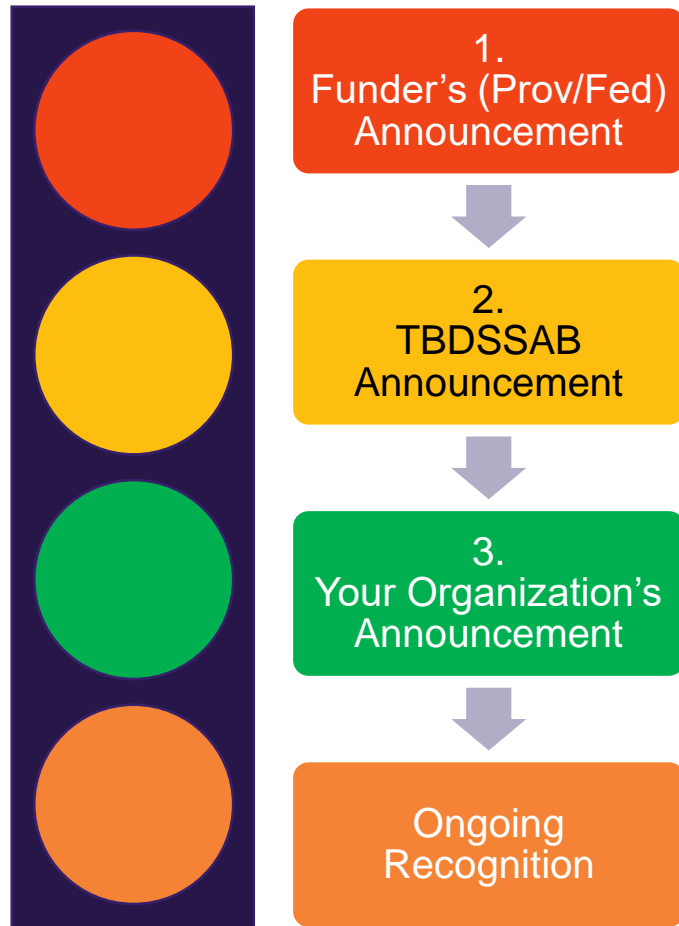 1.
Funder’s (Prov/Fed)
Announcement
2.
TBDSSAB
Announcement
3.
Your Organization’s
Announcement
Ongoing
Recognition